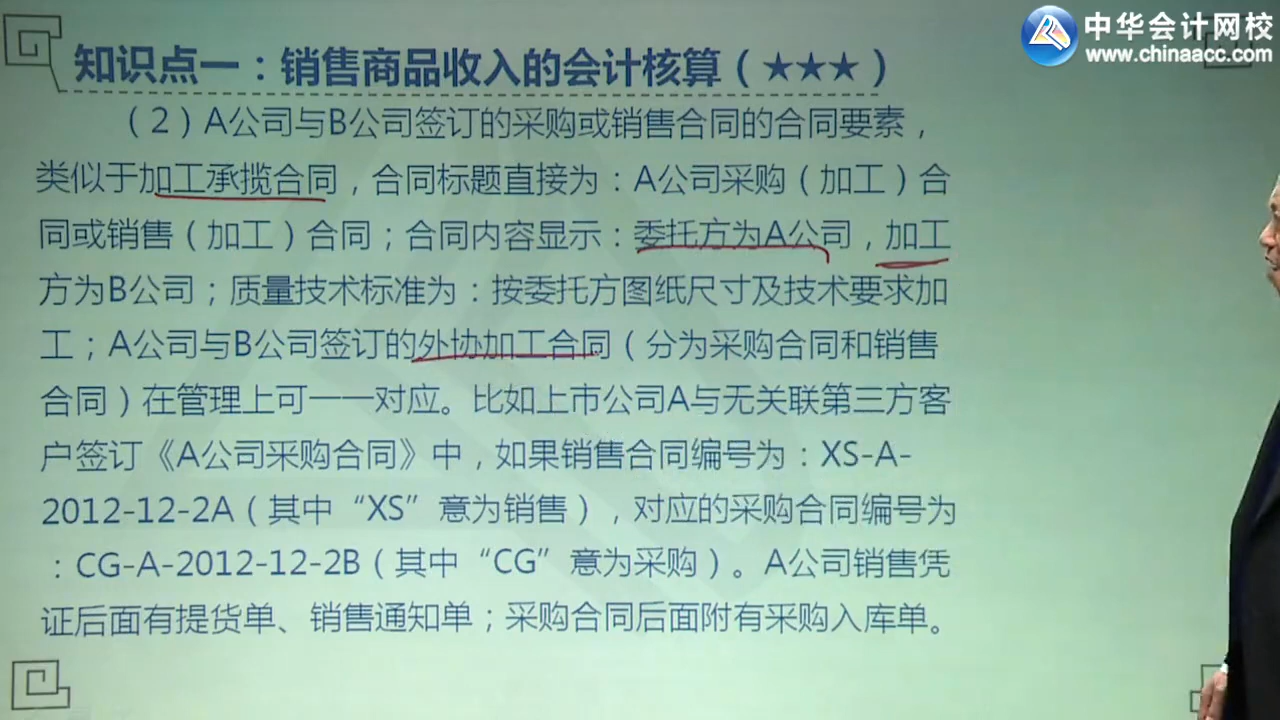 中华会计网校
www.chinaacc.com
知识点一：销售商品收入的会计核算（★★★）
（2）A公司与B公司签订的采购或销售合同的合同要素，
类似于加工承揽合同，合同标题直接为：A公司采购（加工）合
同或销售（加工）合同；合同内容显示：委托方为A公司，加工
方为B公司；质量技术标准为：按委托方图纸尺寸及技术要求加
工；A公司与B公司签订的外协加工合同（分为采购合同和销售
合同）在管理上可一一对应。比如上市公司A与无关联第三方客
户签订《A公司采购合同》中，如果销售合同编号为：XS-A-
2012-12-2A（其中“XS”意为销售），对应的采购合同编号为
：CG-A-2012-12-2B（其中“CG”意为采购）。A公司销售凭
证后面有提货单、销售通知单；采购合同后面附有采购入库单。